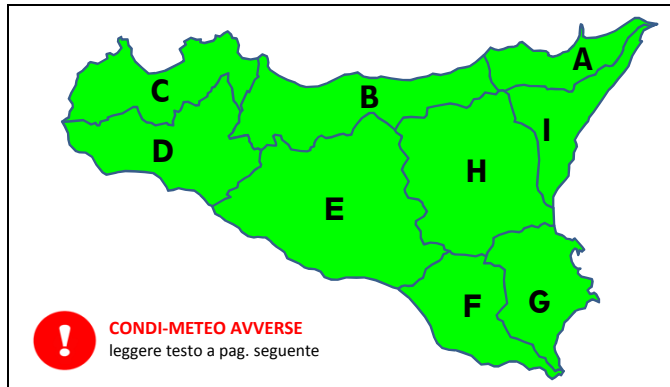 A
C
B
I
D
H
E
F
G
!
CONDI-METEO AVVERSE
leggere testo a pag. seguente